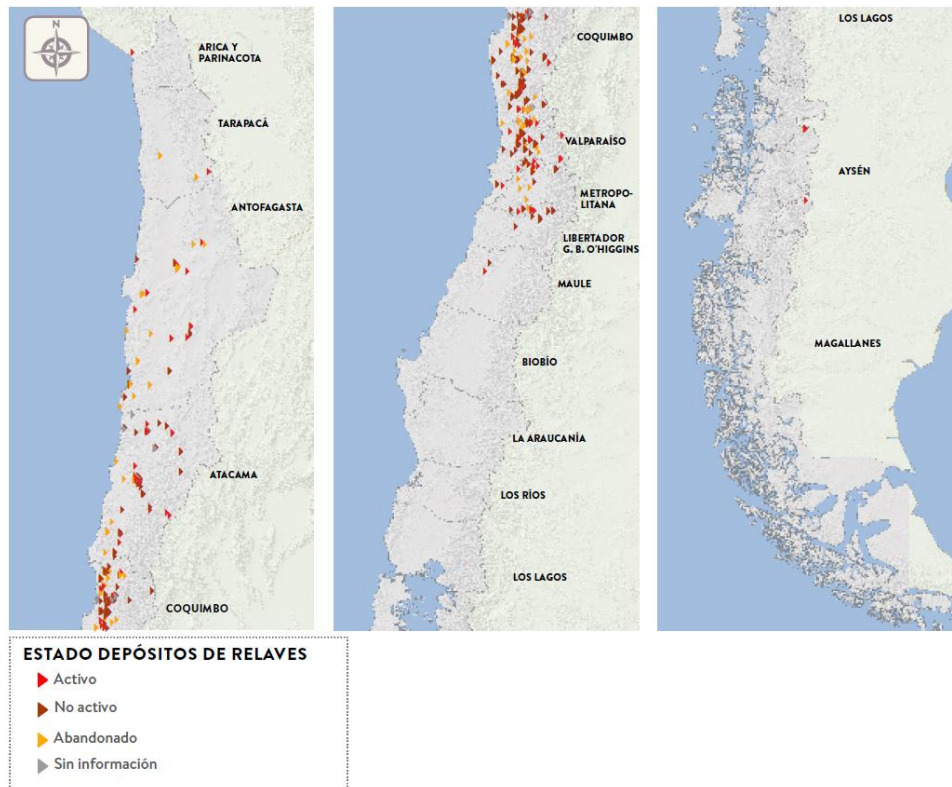 N
ARICA Y
PARINACOTA
TARAPACÁ
ANTOFAGASTA
ATACAMA
COQUIMBO
COQUIMBO
VALPARAÍSO
METROPO-
LITANA
LIBERTADOR
G. B. O'HIGGINS
MAULE
BIOBÍO
LA ARAUCANÍA
LOS RÍOS
LOS LAGOS
LOS LAGOS
AYSÉN
MAGALLANES
ESTADO DEPÓSITOS DE RELAVES
Activo
No activo
Abandonado
Sin información